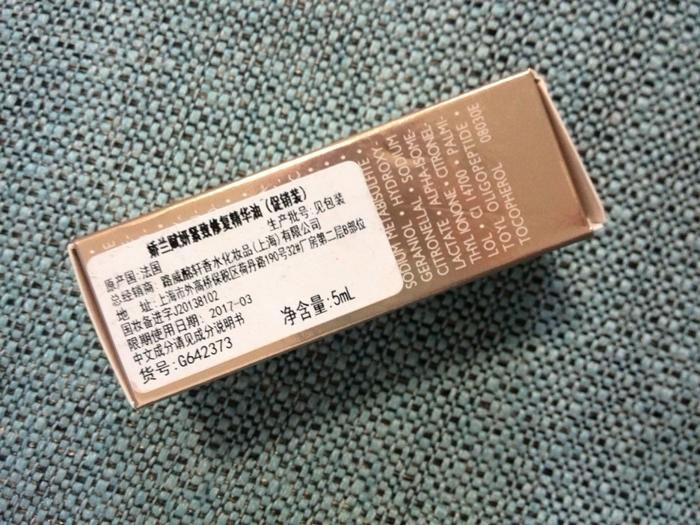 娇兰赋妍紧致修复精华油(促销装)
生产批号:见包装
原产国:法国
总经销商: 路威酩轩香水化妆品(上海)有限公司
地 址:上海市外高桥保税区荷丹路190号32#厂房第二层B部位
国妆备进字J20138102
限期使用日期: 2017-03
中文成分请见成分说明书
净含量:5mL
货号:G642373
SODIUM
GERANIOL • HYDROXY-
CITRONELLAL • SODIUM
LACTATE • ALPHA-ISOME-
THYL IONONE • CITRONEL-
LOL • CI 14700 • PALMI-
TOYL OLIGOPEPTIDE •
TOCOPHEROL 08030E